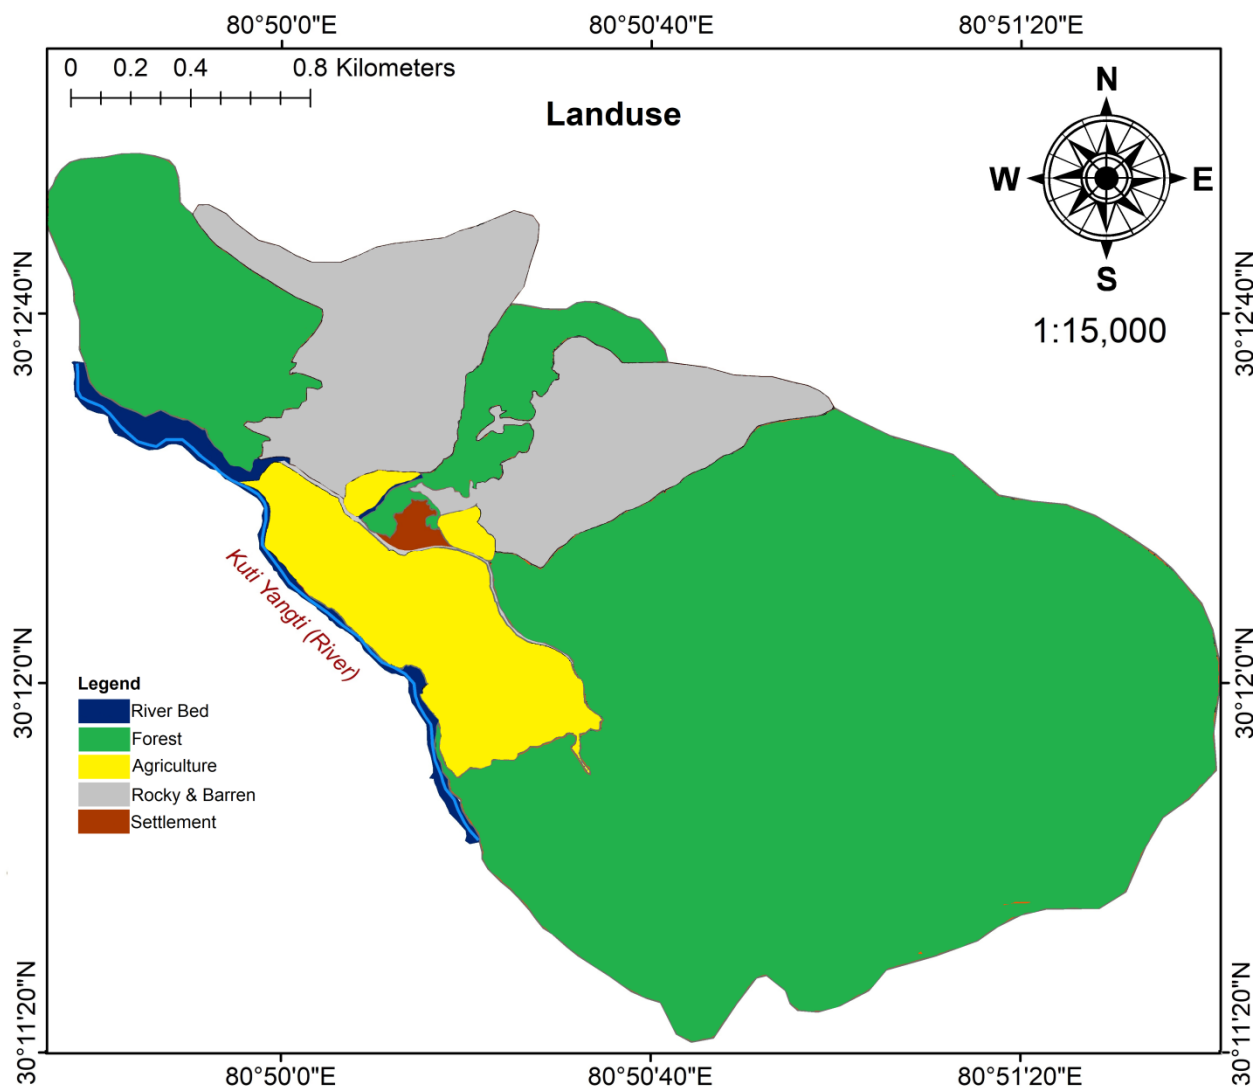 80°50'0"E 80°50'40"E 80°51'20"E
0 0.2 0.4 0.8 Kilometers
Landuse
N
W E
S
1:15,000
30°12'40"N 30°12'40"N
Kuti Yangti (River)
30°12'0"N 30°12'0"N
Legend
River Bed
Forest
Agriculture
Rocky & Barren
Settlement
30°11'20"N 30°11'20"N
80°50'0"E 80°50'40"E 80°51'20"E